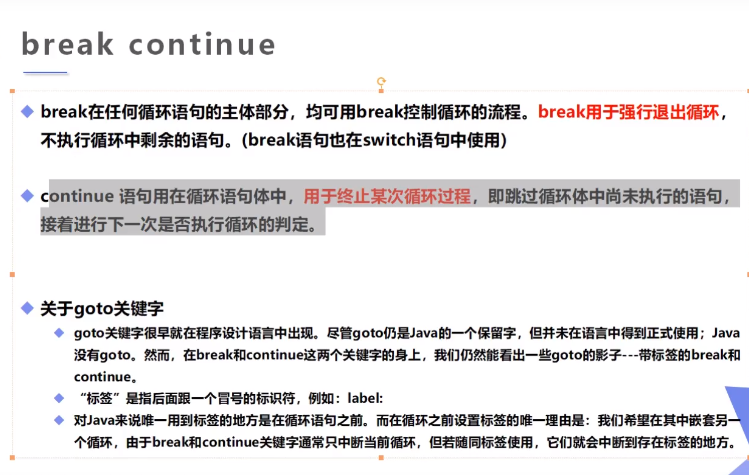 break continue
break在任何循环语句的主体部分，均可用break控制循环的流程。break用于强行退出循环，
不执行循环中剩余的语句。(break语句也在switch语句中使用)
continue 语句用在循环语句体中，用于终止某次循环过程，即跳过循环体中尚未执行的语句，
接着进行下一次是否执行循环的判定。
关于goto关键字
goto关键字很早就在程序设计语言中出现。尽管goto仍是Java的一个保留字，但并未在语言中得到正式使用；Java
没有goto。然而，在break和continue这两个关键字的身上，我们仍然能看出一些goto的影子---带标签的break和
continue。
“标签”是指后面跟一个冒号的标识符，例如：label:
对Java来说唯一用到标签的地方是在循环语句之前。而在循环之前设置标签的唯一理由是：我们希望在其中嵌套另一
个循环，由于break和continue关键字通常只中断当前循环，但若随同标签使用，它们就会中断到存在标签的地方。